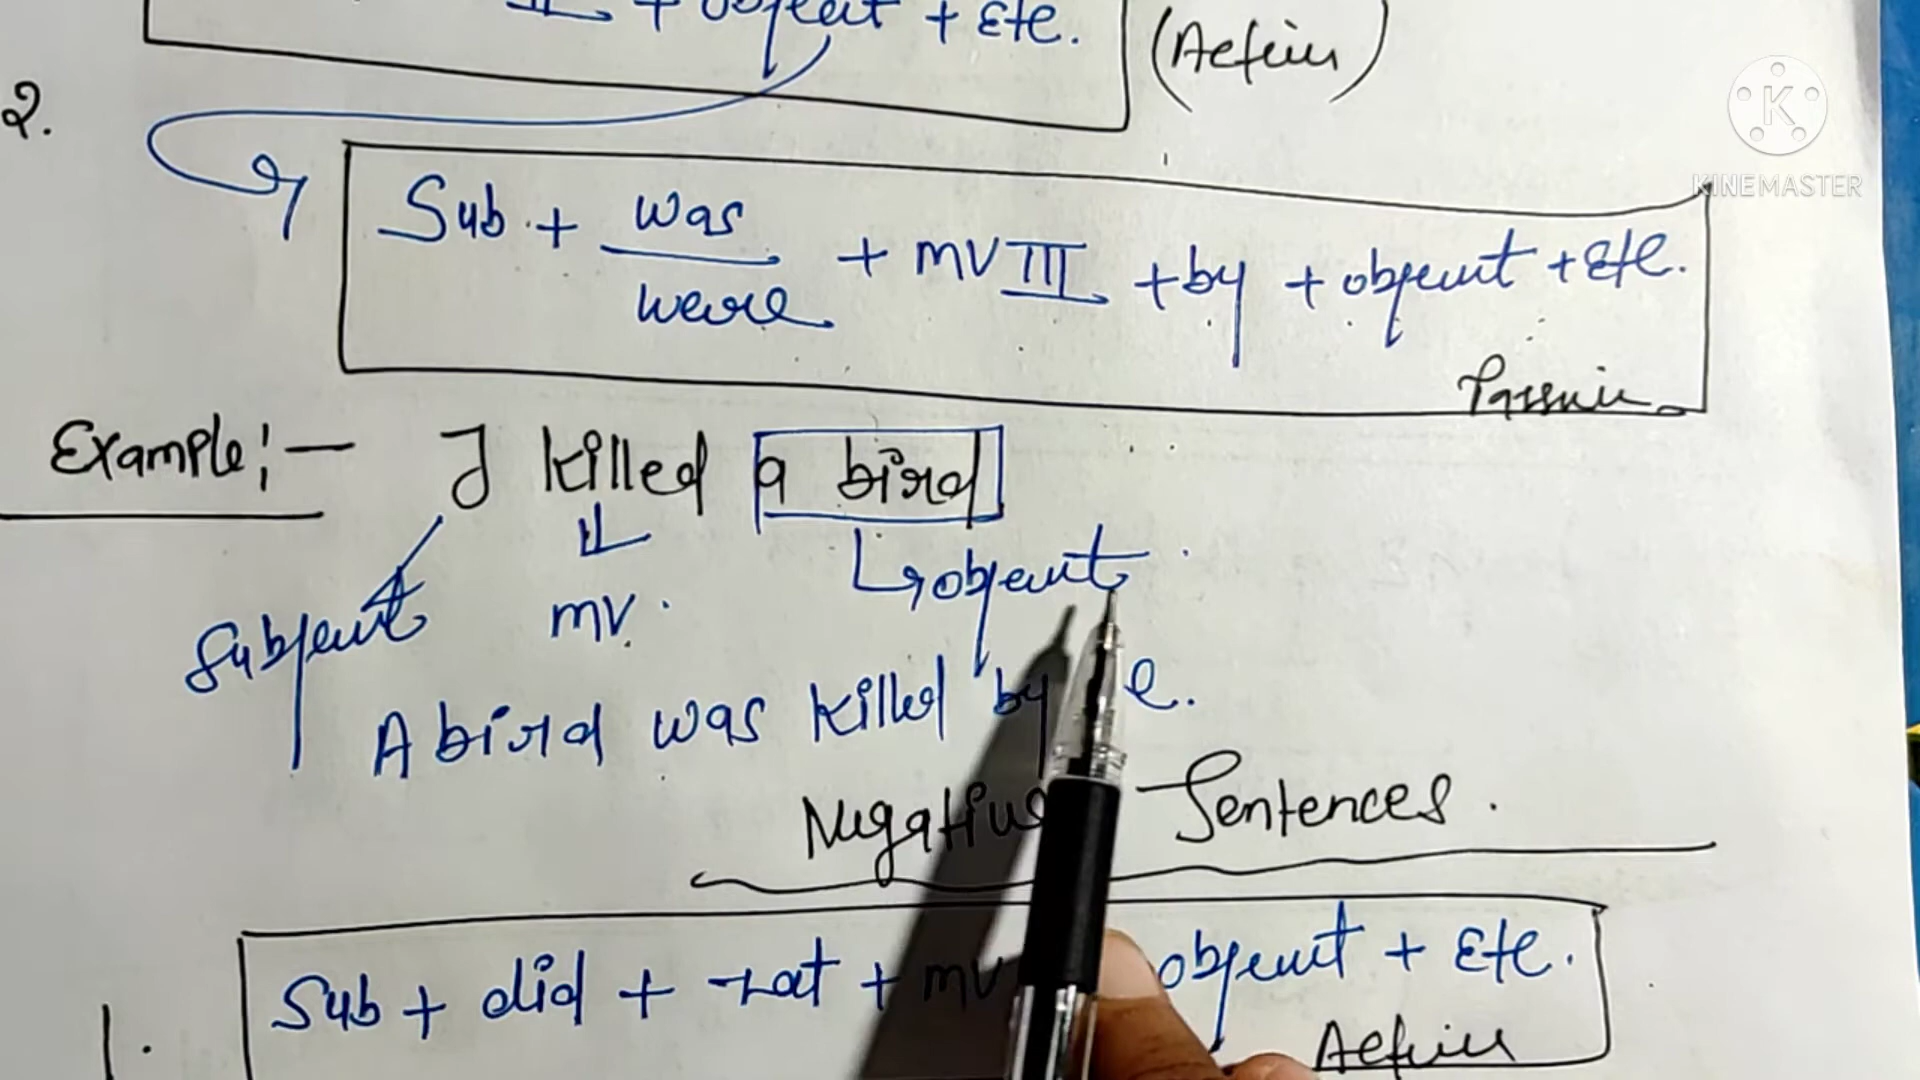 + object + Etc. (Active)
2.
Sub + was/were + MV III + by + object + Etc.
Passive
Example:- I killed a bird
subject MV. object
A bird was killed by
Negative Sentences.
1. Sub + did + not + MV object + Etc.
Active
KINEMASTER